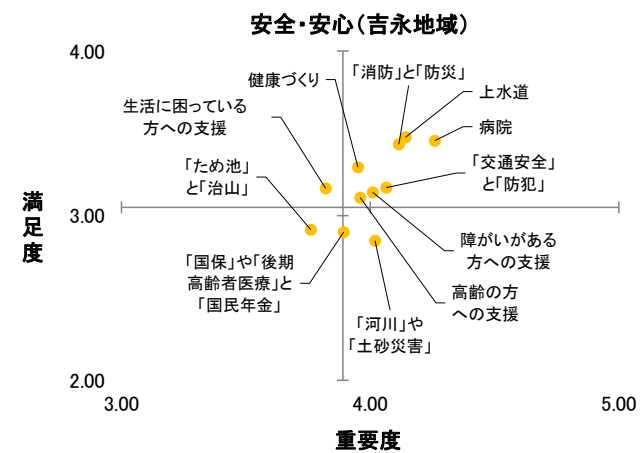 安全・安心（吉永地域）
4.00
「消防」と「防災」
健康づくり
上水道
生活に困っている
方への支援
病院
「ため池」
と「治山」
「交通安全」
と「防犯」
満足度
3.00
障がいがある
方への支援
「国保」や「後期
高齢者医療」と
「国民年金」
高齢の方
への支援
「河川」や
「土砂災害」
2.00
3.00
4.00
5.00
重要度